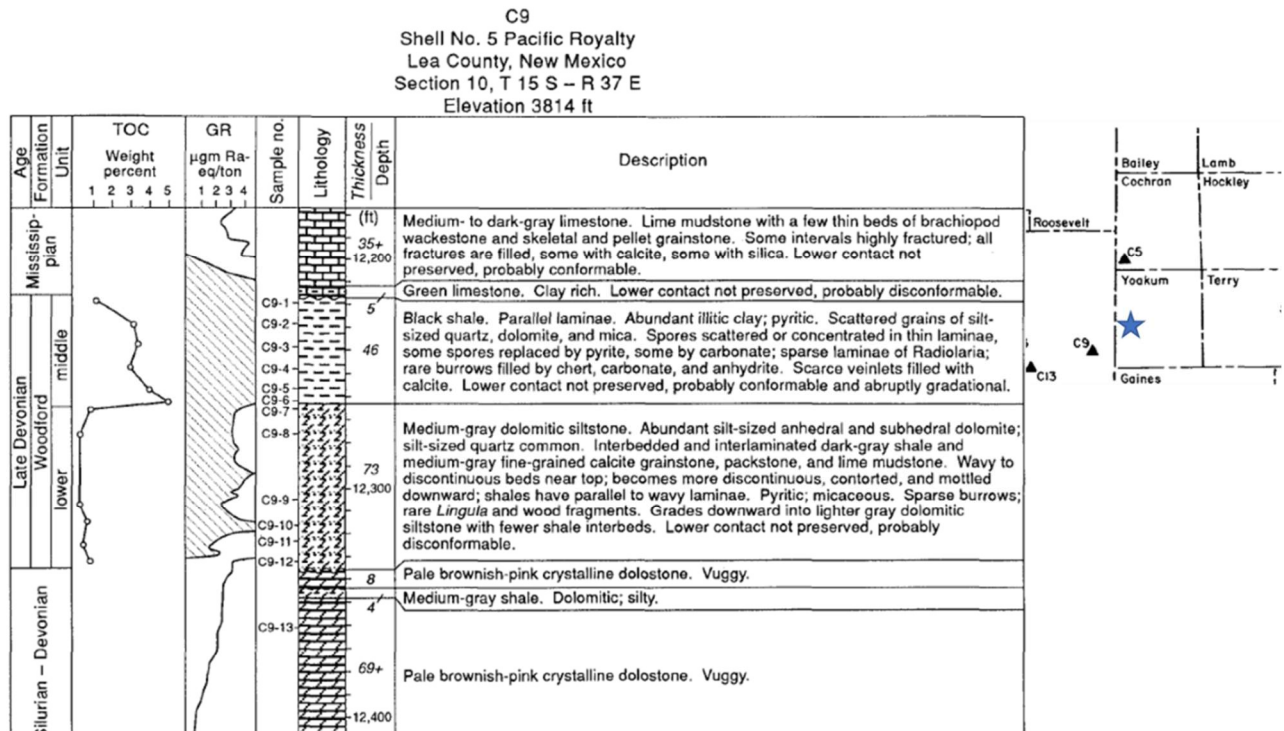 C9
Shell No. 5 Pacific Royalty
Lea County, New Mexico
Section 10, T 15 S – R 37 E
Elevation 3814 ft
Age
Formation
Unit
TOC
Weight
percent
1 2 3 4 5
GR
µgm Ra-
eq/ton
1 2 3 4
Sample no.
Lithology
Thickness
Depth
Description
Mississip-
pian
Late Devonian
Woodford
middle
lower
Silurian – Devonian
C9-1
C9-2
C9-3
C9-4
C9-5
C9-6
C9-7
C9-8
C9-9
C9-10
C9-11
C9-12
C9-13
(ft)
35+
12,200
5
46
73
12,300
8
4
69+
12,400
Medium- to dark-gray limestone. Lime mudstone with a few thin beds of brachiopod
wackestone and skeletal and pellet grainstone. Some intervals highly fractured; all
fractures are filled, some with calcite, some with silica. Lower contact not
preserved, probably conformable.
Green limestone. Clay rich. Lower contact not preserved, probably disconformable.
Black shale. Parallel laminae. Abundant illitic clay; pyritic. Scattered grains of silt-
sized quartz, dolomite, and mica. Spores scattered or concentrated in thin laminae,
some spores replaced by pyrite, some by carbonate; sparse laminae of Radiolaria;
rare burrows filled by chert, carbonate, and anhydrite. Scarce veinlets filled with
calcite. Lower contact not preserved, probably conformable and abruptly gradational.
Medium-gray dolomitic siltstone. Abundant silt-sized anhedral and subhedral dolomite;
silt-sized quartz common. Interbedded and interlaminated dark-gray shale and
medium-gray fine-grained calcite grainstone, packstone, and lime mudstone. Wavy to
discontinuous beds near top; becomes more discontinuous, contorted, and mottled
downward; shales have parallel to wavy laminae. Pyritic; micaceous. Sparse burrows;
rare Lingula and wood fragments. Grades downward into lighter gray dolomitic
siltstone with fewer shale interbeds. Lower contact not preserved, probably
disconformable.
Pale brownish-pink crystalline dolostone. Vuggy.
Medium-gray shale. Dolomitic; silty.
Pale brownish-pink crystalline dolostone. Vuggy.
Bailey
Lamb
Cochran
Hockley
Roosevelt
C5
Yoakum
Terry
C9
C13
Gaines